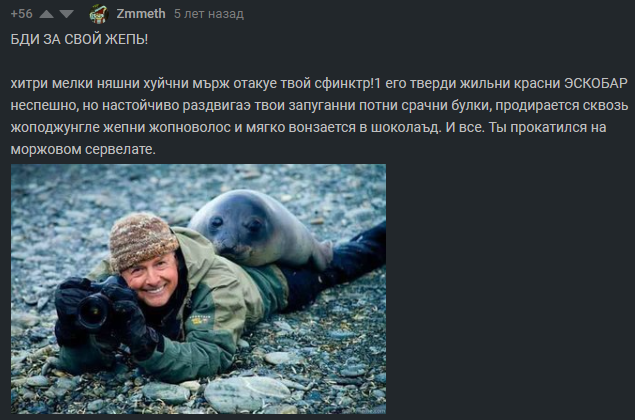 +56 Zmmeth 5 лет назад
БДИ ЗА СВОЙ ЖЕПЬ!
хитри мелки няшни хуйчни мърж отакуе твой сфинктр!1 его тверди жильни красни ЭСКОБАР
неспешно, но настойчиво раздвигаэ твои запуганни потни срачни булки, продирается сквозь
жоподжунгле жепни жопноволос и мягко вонзается в шоколаъд. И все. Ты прокатился на
моржовом сервелате.